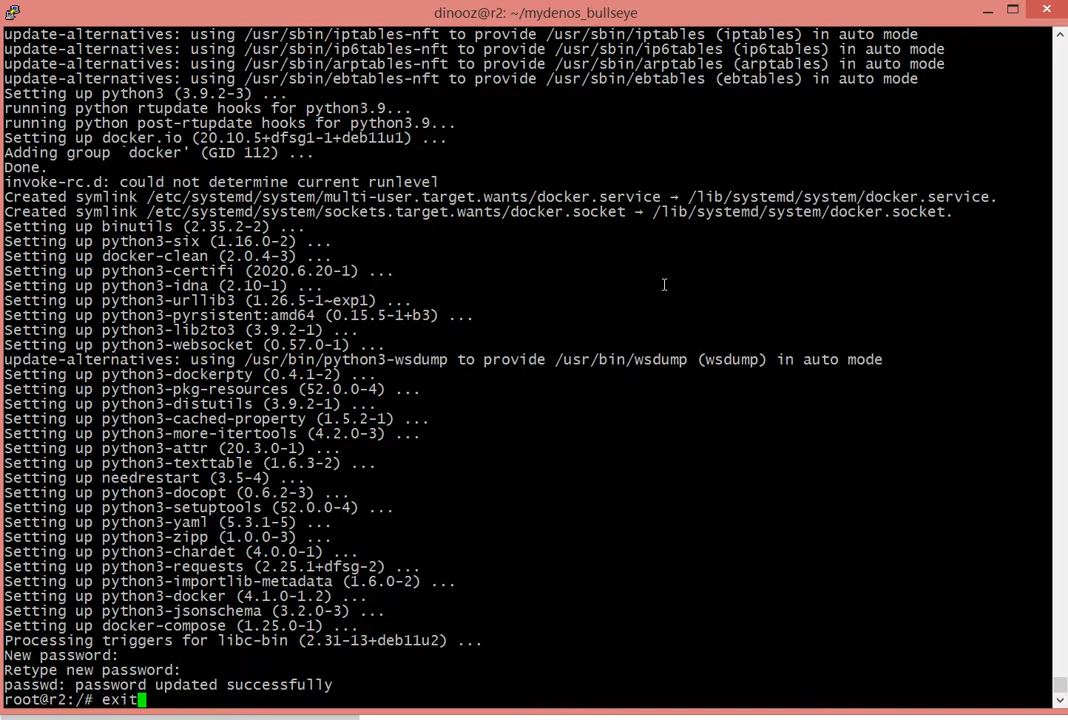 dinooz@r2: ~/mydenos_bullseye
update-alternatives: using /usr/sbin/iptables-nft to provide /usr/sbin/iptables (iptables) in auto mode
update-alternatives: using /usr/sbin/ip6tables-nft to provide /usr/sbin/ip6tables (ip6tables) in auto mode
update-alternatives: using /usr/sbin/arptables-nft to provide /usr/sbin/arptables (arptables) in auto mode
update-alternatives: using /usr/sbin/ebtables-nft to provide /usr/sbin/ebtables (ebtables) in auto mode
Setting up python3 (3.9.2-3) ...
running python rtupdate hooks for python3.9...
running python post-rtupdate hooks for python3.9...
Setting up docker.io (20.10.5+dfsg1-1+deb11u1) ...
Adding group `docker' (GID 112) ...
Done.
invoke-rc.d: could not determine current runlevel
Created symlink /etc/systemd/system/multi-user.target.wants/docker.service → /lib/systemd/system/docker.service.
Created symlink /etc/systemd/system/sockets.target.wants/docker.socket → /lib/systemd/system/docker.socket.
Setting up binutils (2.35.2-2) ...
Setting up python3-six (1.16.0-2) ...
Setting up docker-clean (2.0.4-3) ...
Setting up python3-certifi (2020.6.20-1) ...
Setting up python3-idna (2.10-1) ...
Setting up python3-urllib3 (1.26.5-1~exp1) ...
Setting up python3-pyrsistent:amd64 (0.15.5-1+b3) ...
Setting up python3-lib2to3 (3.9.2-1) ...
Setting up python3-websocket (0.57.0-1) ...
update-alternatives: using /usr/bin/python3-wsdump to provide /usr/bin/wsdump (wsdump) in auto mode
Setting up python3-dockerpty (0.4.1-2) ...
Setting up python3-pkg-resources (52.0.0-4) ...
Setting up python3-distutils (3.9.2-1) ...
Setting up python3-cached-property (1.5.2-1) ...
Setting up python3-more-itertools (4.2.0-3) ...
Setting up python3-attr (20.3.0-1) ...
Setting up python3-texttable (1.6.3-2) ...
Setting up needrestart (3.5-4) ...
Setting up python3-docopt (0.6.2-3) ...
Setting up python3-setuptools (52.0.0-4) ...
Setting up python3-yaml (5.3.1-5) ...
Setting up python3-zipp (1.0.0-3) ...
Setting up python3-chardet (4.0.0-1) ...
Setting up python3-requests (2.25.1+dfsg-2) ...
Setting up python3-importlib-metadata (1.6.0-2) ...
Setting up python3-docker (4.1.0-1.2) ...
Setting up python3-jsonschema (3.2.0-3) ...
Setting up docker-compose (1.25.0-1) ...
Processing triggers for libc-bin (2.31-13+deb11u2) ...
New password:
Retype new password:
passwd: password updated successfully
root@r2:/# exit